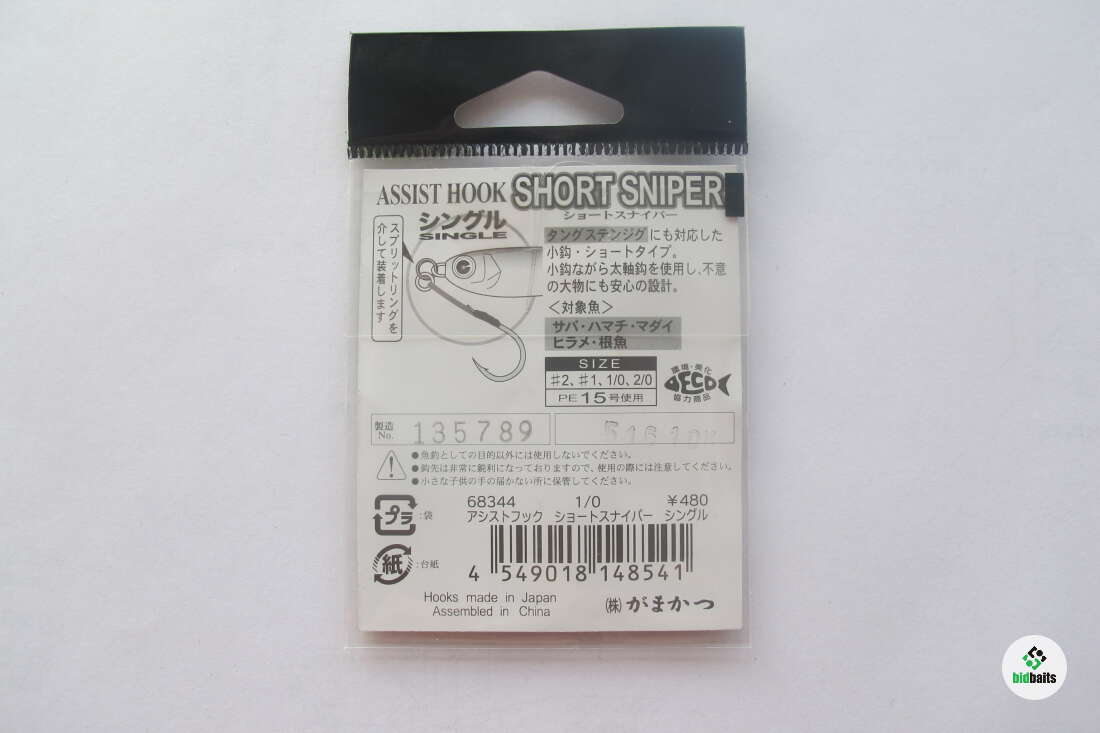 ASSIST HOOK SHORT SNIPER
シングル
SINGLE
ショートスナイパー
スプリットリングを
介して装着します
タングステンジグにも対応した
小鈎・ショートタイプ。
小鈎ながら太軸鈎を使用し、不意
の大物にも安心の設計。
＜対象魚＞
サバ・ハマチ・マダイ
ヒラメ・根魚
SIZE
♯2、♯1、1/0、2/0
PE 15号使用
環境・美化
ECO
協力商品
製造
No. 135789
●魚釣としての目的以外には使用しないでください。
●鈎先は非常に鋭利になっておりますので、使用の際には注意してください。
●小さな子供の手の届かない所に保管してください。
プラ :袋
68344 1/0 ¥480
アシストフック ショートスナイパー シングル
紙 :台紙
4 549018 148541
Hooks made in Japan
Assembled in China
㈱ がまかつ
bidbaits